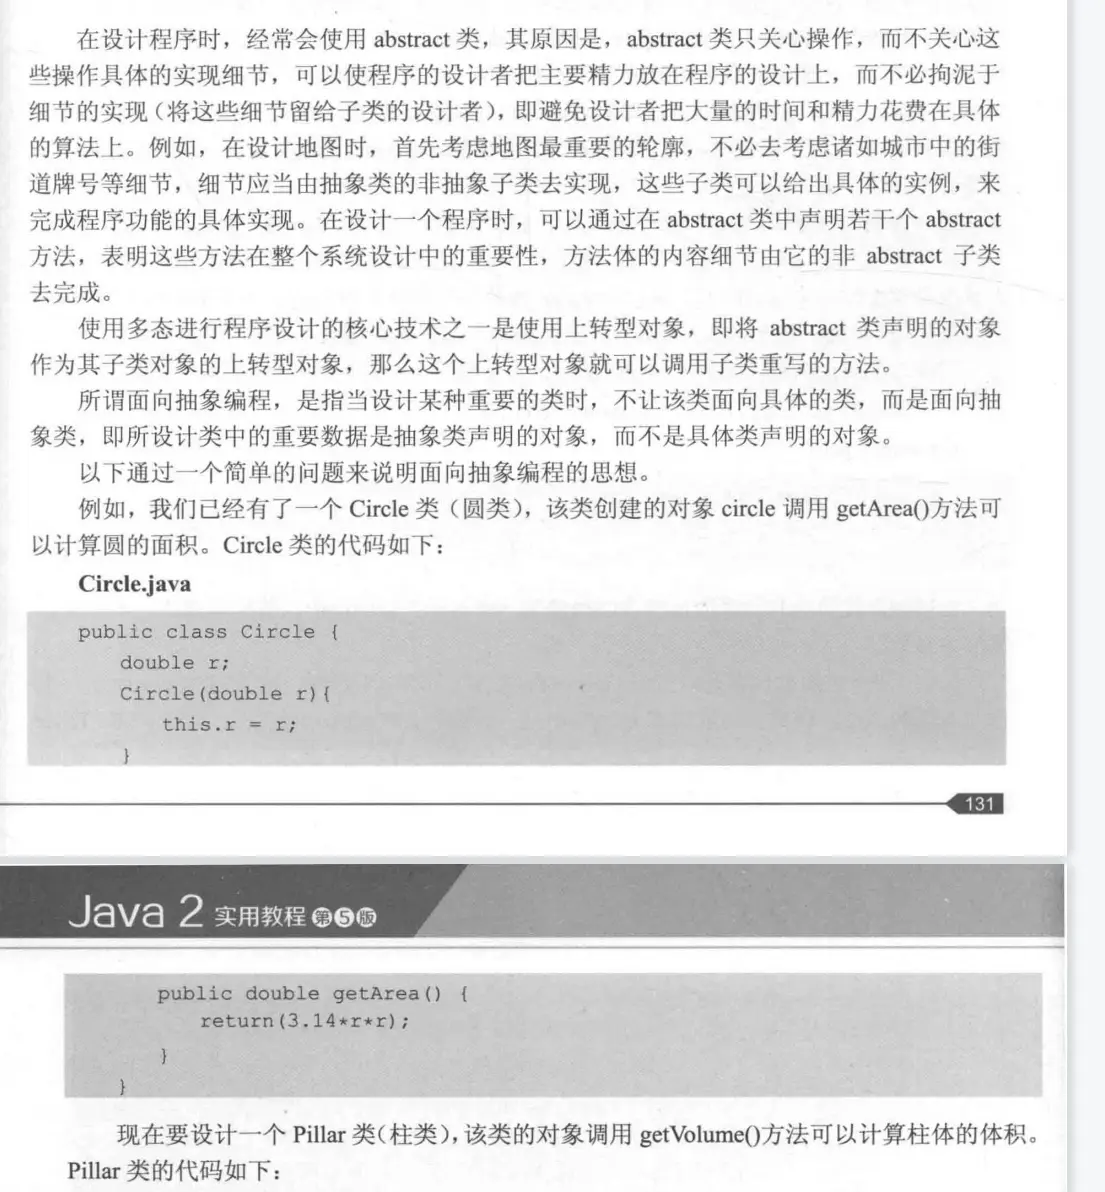 在设计程序时，经常会使用 abstract 类，其原因是，abstract 类只关心操作，而不关心这
些操作具体的实现细节，可以使程序的设计者把主要精力放在程序的设计上，而不必拘泥于
细节的实现（将这些细节留给子类的设计者），即避免设计者把大量的时间和精力花费在具体
的算法上。例如，在设计地图时，首先考虑地图最重要的轮廓，不必去考虑诸如城市中的街
道牌号等细节，细节应当由抽象类的非抽象子类去实现，这些子类可以给出具体的实例，来
完成程序功能的具体实现。在设计一个程序时，可以通过在 abstract 类中声明若干个 abstract
方法，表明这些方法在整个系统设计中的重要性，方法体的内容细节由它的非 abstract 子类
去完成。
使用多态进行程序设计的核心技术之一是使用上转型对象，即将 abstract 类声明的对象
作为其子类对象的上转型对象，那么这个上转型对象就可以调用子类重写的方法。
所谓面向抽象编程，是指当设计某种重要的类时，不让该类面向具体的类，而是面向抽
象类，即所设计类中的重要数据是抽象类声明的对象，而不是具体类声明的对象。
以下通过一个简单的问题来说明面向抽象编程的思想。
例如，我们已经有了一个 Circle 类（圆类），该类创建的对象 circle 调用 getArea()方法可
以计算圆的面积。Circle 类的代码如下：
Circle.java
public class Circle {
double r;
Circle(double r){
this.r = r;
}
131
Java 2 实用教程 第5版
public double getArea() {
return(3.14*r*r);
}
}
现在要设计一个 Pillar 类（柱类），该类的对象调用 getVolume()方法可以计算柱体的体积。
Pillar 类的代码如下：